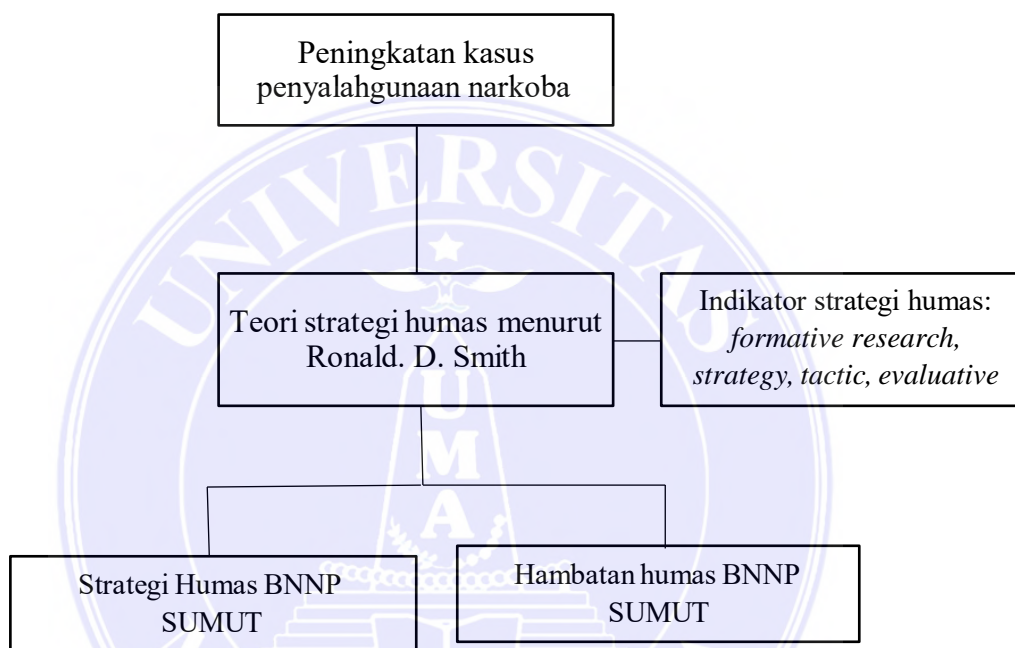 Peningkatan kasus
penyalahgunaan narkoba
UNIVERSITAS
Teori strategi humas menurut
Ronald. D. Smith
Indikator strategi humas:
formative research,
strategy, tactic, evaluative
U
M
A
Strategi Humas BNNP
SUMUT
Hambatan humas BNNP
SUMUT